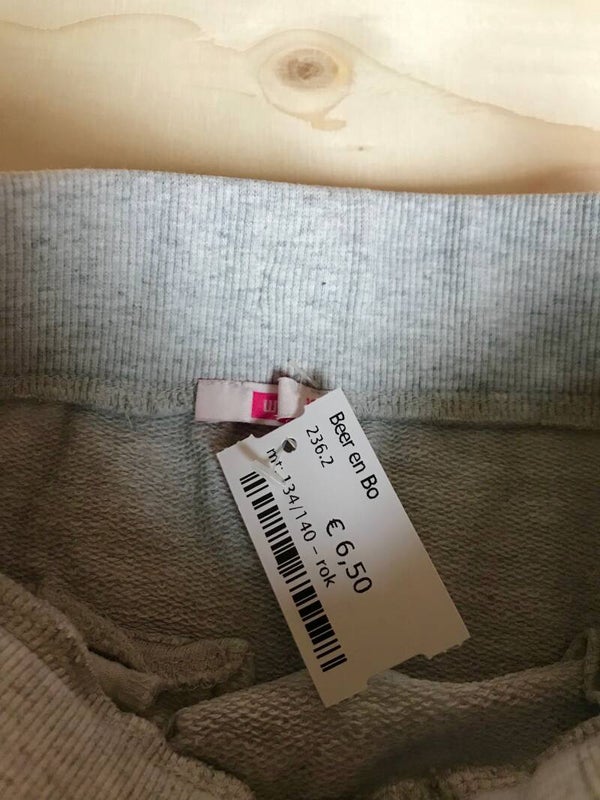 Beer en Bo
236.2
€ 6,50
mt: 134/140 – rok